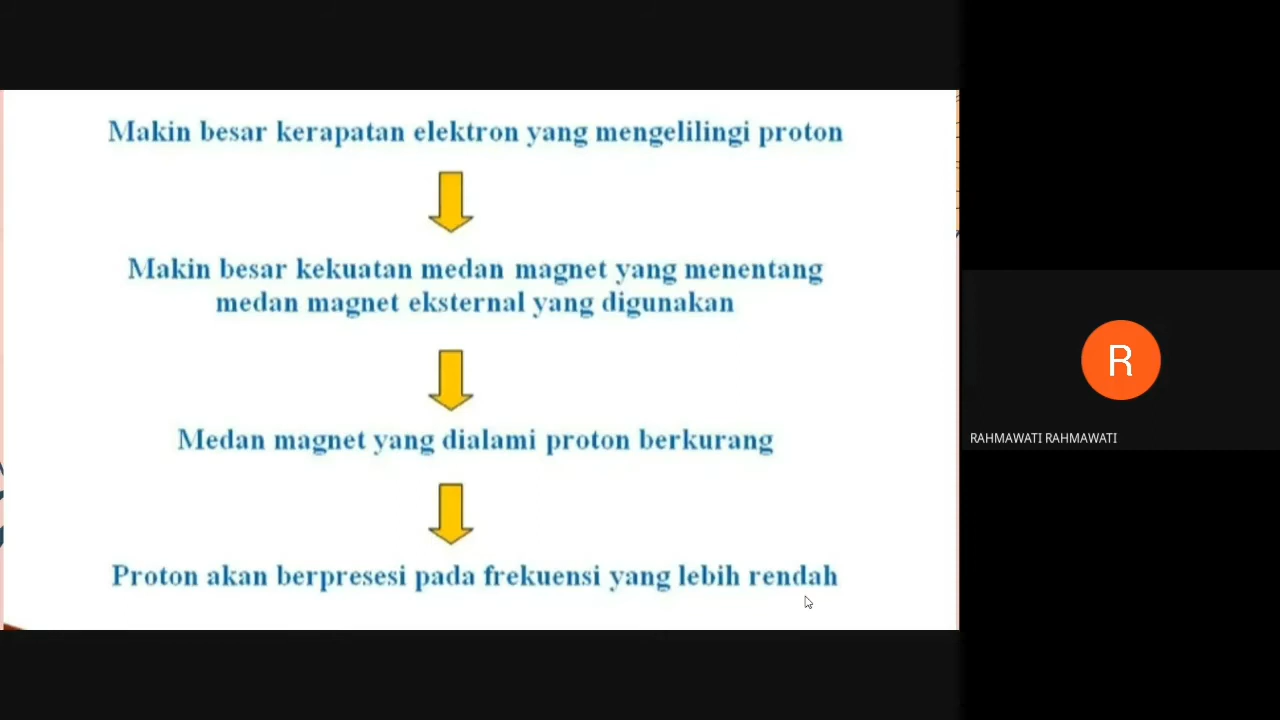 Makin besar kerapatan elektron yang mengelilingi proton
Makin besar kekuatan medan magnet yang menentang
medan magnet eksternal yang digunakan
Medan magnet yang dialami proton berkurang
Proton akan berpresesi pada frekuensi yang lebih rendah
R
RAHMAWATI RAHMAWATI